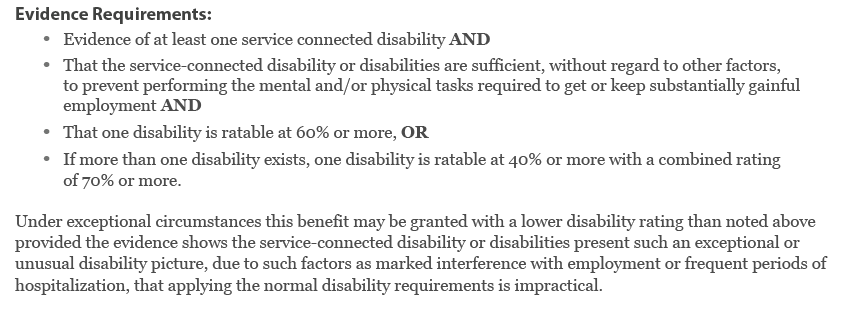 Evidence Requirements:
• Evidence of at least one service connected disability AND
• That the service-connected disability or disabilities are sufficient, without regard to other factors,
to prevent performing the mental and/or physical tasks required to get or keep substantially gainful
employment AND
• That one disability is ratable at 60% or more, OR
• If more than one disability exists, one disability is ratable at 40% or more with a combined rating
of 70% or more.
Under exceptional circumstances this benefit may be granted with a lower disability rating than noted above
provided the evidence shows the service-connected disability or disabilities present such an exceptional or
unusual disability picture, due to such factors as marked interference with employment or frequent periods of
hospitalization, that applying the normal disability requirements is impractical.